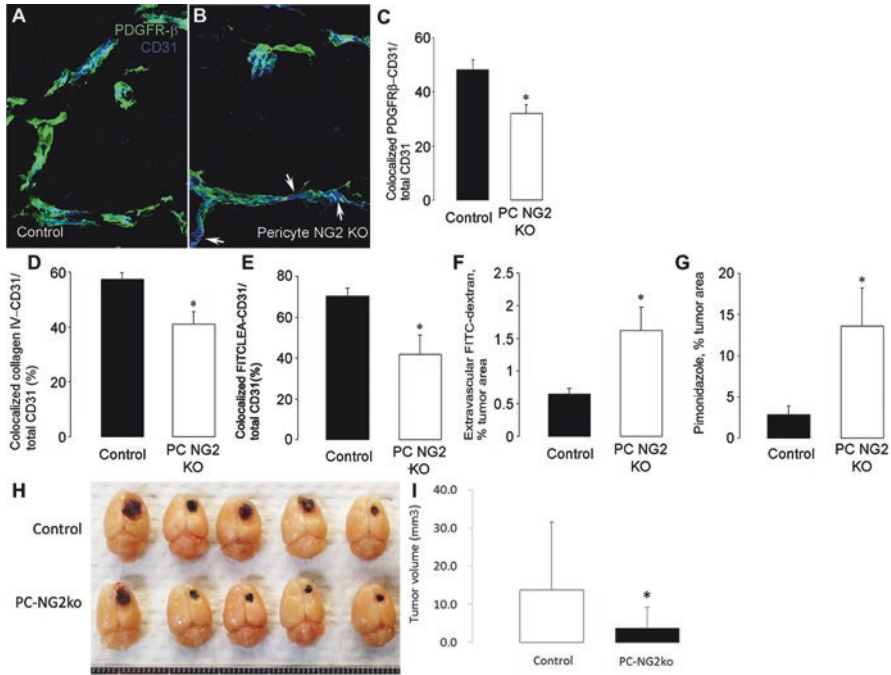 A
PDGFR-β
CD31
Control
B
Pericyte NG2 KO
C
Colocalized PDGFRβ–CD31/
total CD31
60
40
20
0
Control
PC NG2
KO
*
D
Colocalized collagen IV–CD31/
total CD31 (%)
60
40
20
0
Control
PC NG2
KO
*
E
Colocalized FITCLEA-CD31/
total CD31(%)
80
60
40
20
0
Control
PC NG2
KO
*
F
Extravascular FITC-dextran,
% tumor area
2.5
2
1.5
1
0.5
0
Control
PC NG2
KO
*
G
Pimonidazole, % tumor area
20
15
10
5
0
Control
PC NG2
KO
*
H
Control
PC-NG2ko
I
Tumor volume (mm3)
40.0
30.0
20.0
10.0
0.0
Control
PC-NG2ko
*